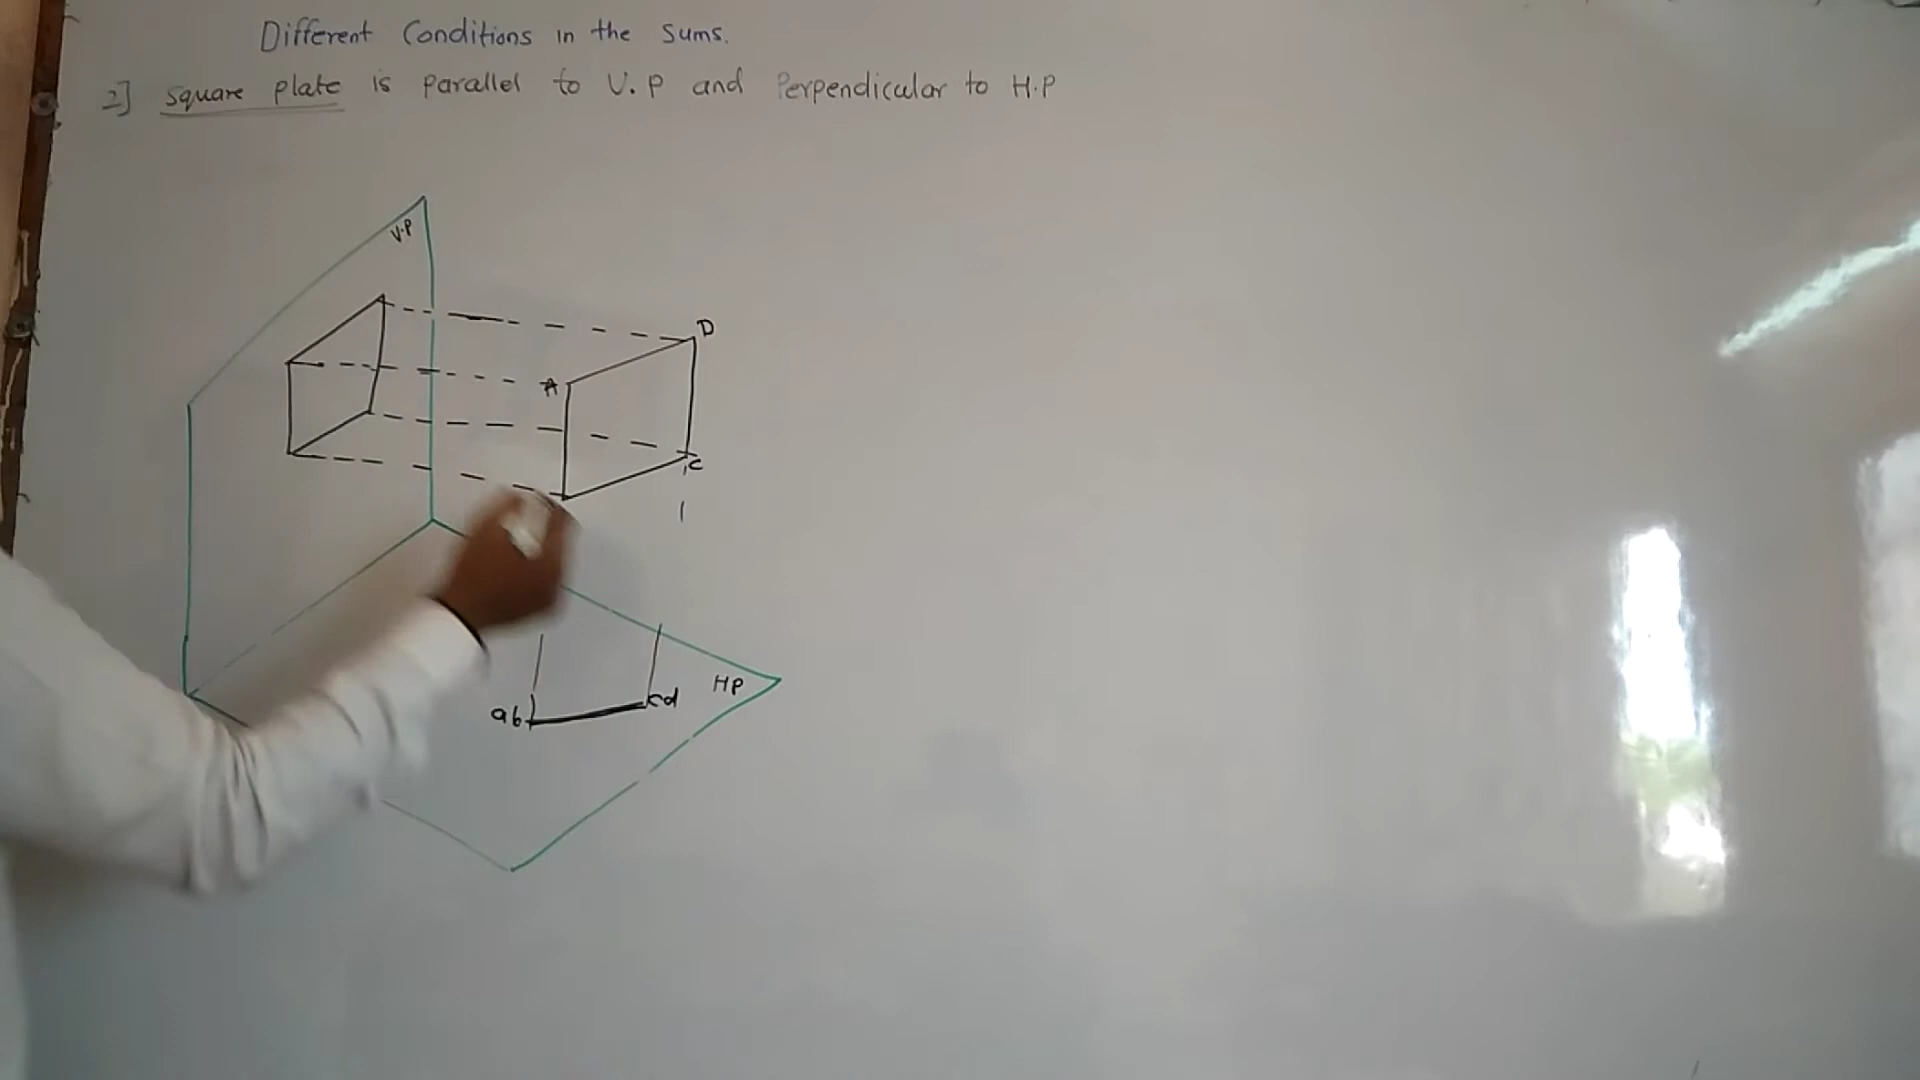 Different Conditions in the Sums.
2] square plate is parallel to V.P and Perpendicular to H.P
V.P
D
A
C
HP
ab
cd